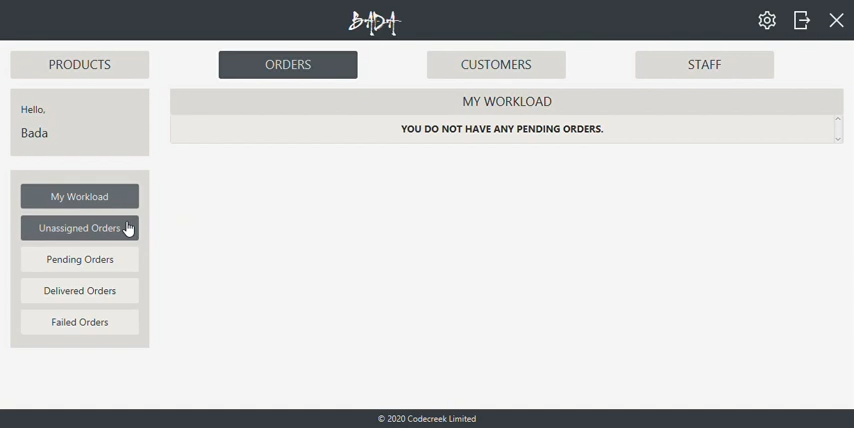 BADA
PRODUCTS
ORDERS
CUSTOMERS
STAFF
Hello,
Bada
MY WORKLOAD
YOU DO NOT HAVE ANY PENDING ORDERS.
My Workload
Unassigned Orders
Pending Orders
Delivered Orders
Failed Orders
© 2020 Codecreek Limited